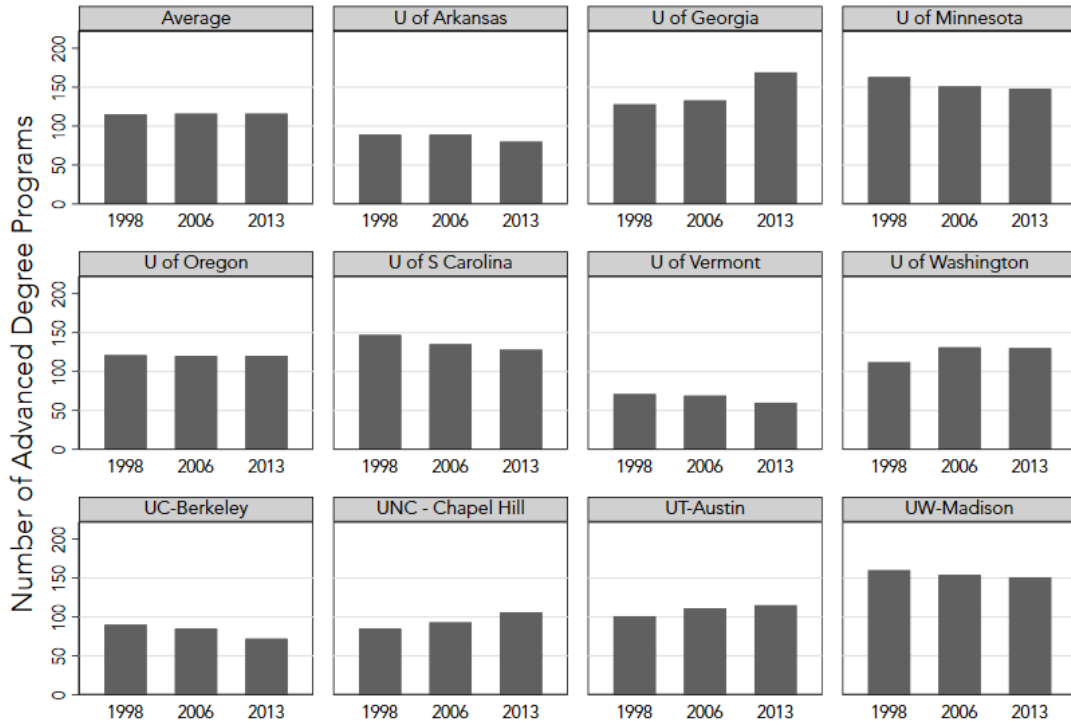 Number of Advanced Degree Programs
Average
U of Arkansas
U of Georgia
U of Minnesota
0 50 100 150 200
1998 2006 2013
1998 2006 2013
1998 2006 2013
1998 2006 2013
U of Oregon
U of S Carolina
U of Vermont
U of Washington
0 50 100 150 200
1998 2006 2013
1998 2006 2013
1998 2006 2013
1998 2006 2013
UC-Berkeley
UNC - Chapel Hill
UT-Austin
UW-Madison
0 50 100 150 200
1998 2006 2013
1998 2006 2013
1998 2006 2013
1998 2006 2013